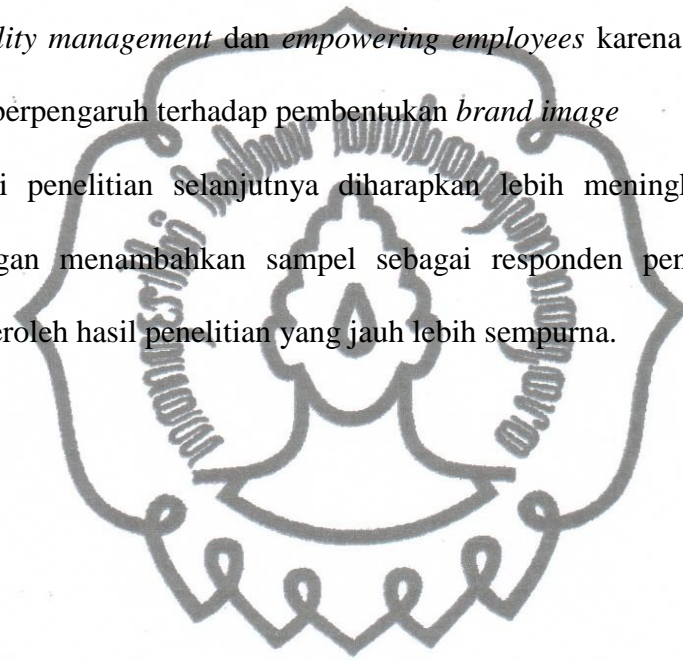 lity management dan empowering employees karena
berpengaruh terhadap pembentukan brand image
i penelitian selanjutnya diharapkan lebih mening
gan menambahkan sampel sebagai responden pen
eroleh hasil penelitian yang jauh lebih sempurna.